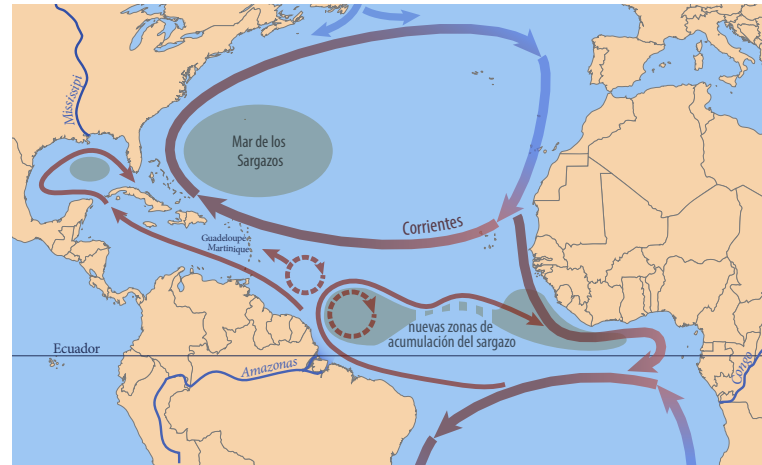 Mississipi
Mar de los
Sargazos
Corrientes
Guadeloupe
Martinique
nuevas zonas de
acumulación del sargazo
Ecuador
Amazonas
Congo